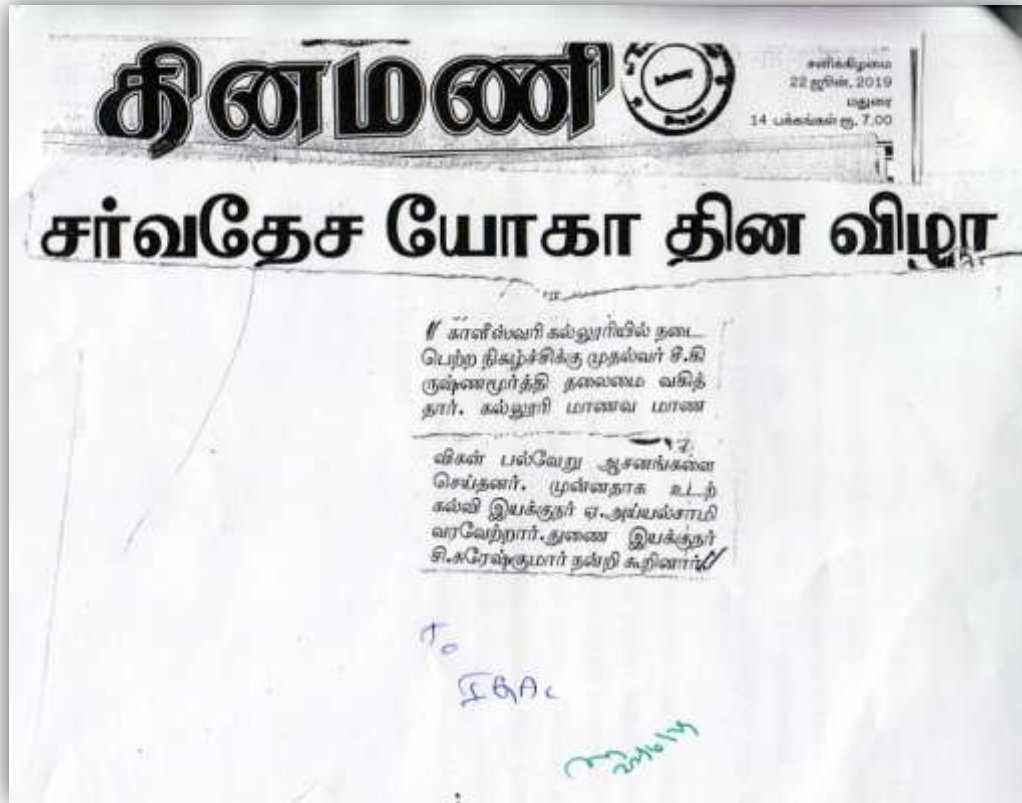 தினமணி
Library
சனிக்கிழமை
22 ஜூன், 2019
மதுரை
14 பக்கங்கள் ரூ. 7.00
சர்வதேச யோகா தின விழா
காளீஸ்வரி கல்லூரியில் நடை
பெற்ற நிகழ்ச்சிக்கு முதல்வர் சீ.கி
ருஷ்ணமூர்த்தி தலைமை வகித்
தார். கல்லூரி மாணவ மாண
விகள் பல்வேறு ஆசனங்களை
செய்தனர். முன்னதாக உடற்
கல்வி இயக்குநர் ஏ.அய்யல்சாமி
வரவேற்றார்.துணை இயக்குநர்
சி.சுரேஷ்குமார் நன்றி கூறினார்
To
IQAC